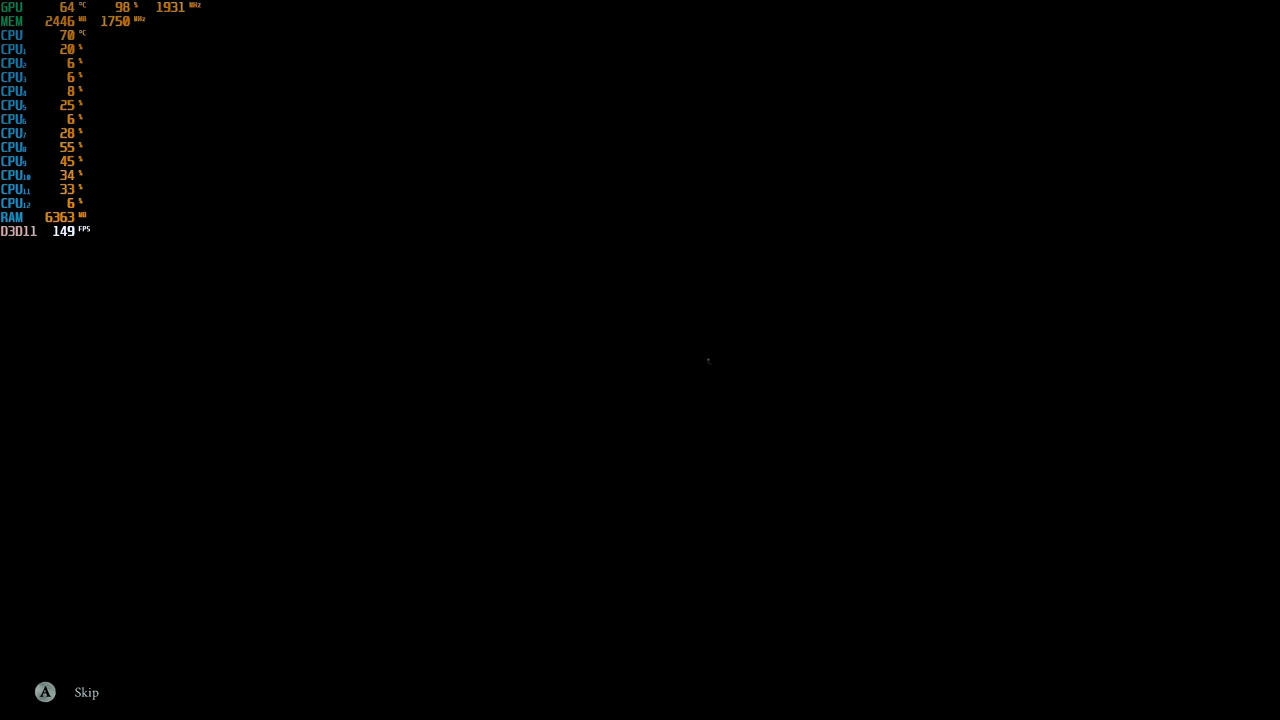 GPU 64 °C 98 % 1931 MHz
MEM 2446 MB 1750 MHz
CPU 70 °C
CPU1 20 %
CPU2 6 %
CPU3 6 %
CPU4 8 %
CPU5 25 %
CPU6 6 %
CPU7 28 %
CPU8 55 %
CPU9 45 %
CPU10 34 %
CPU11 33 %
CPU12 6 %
RAM 6363 MB
D3D11 149 FPS
A Skip